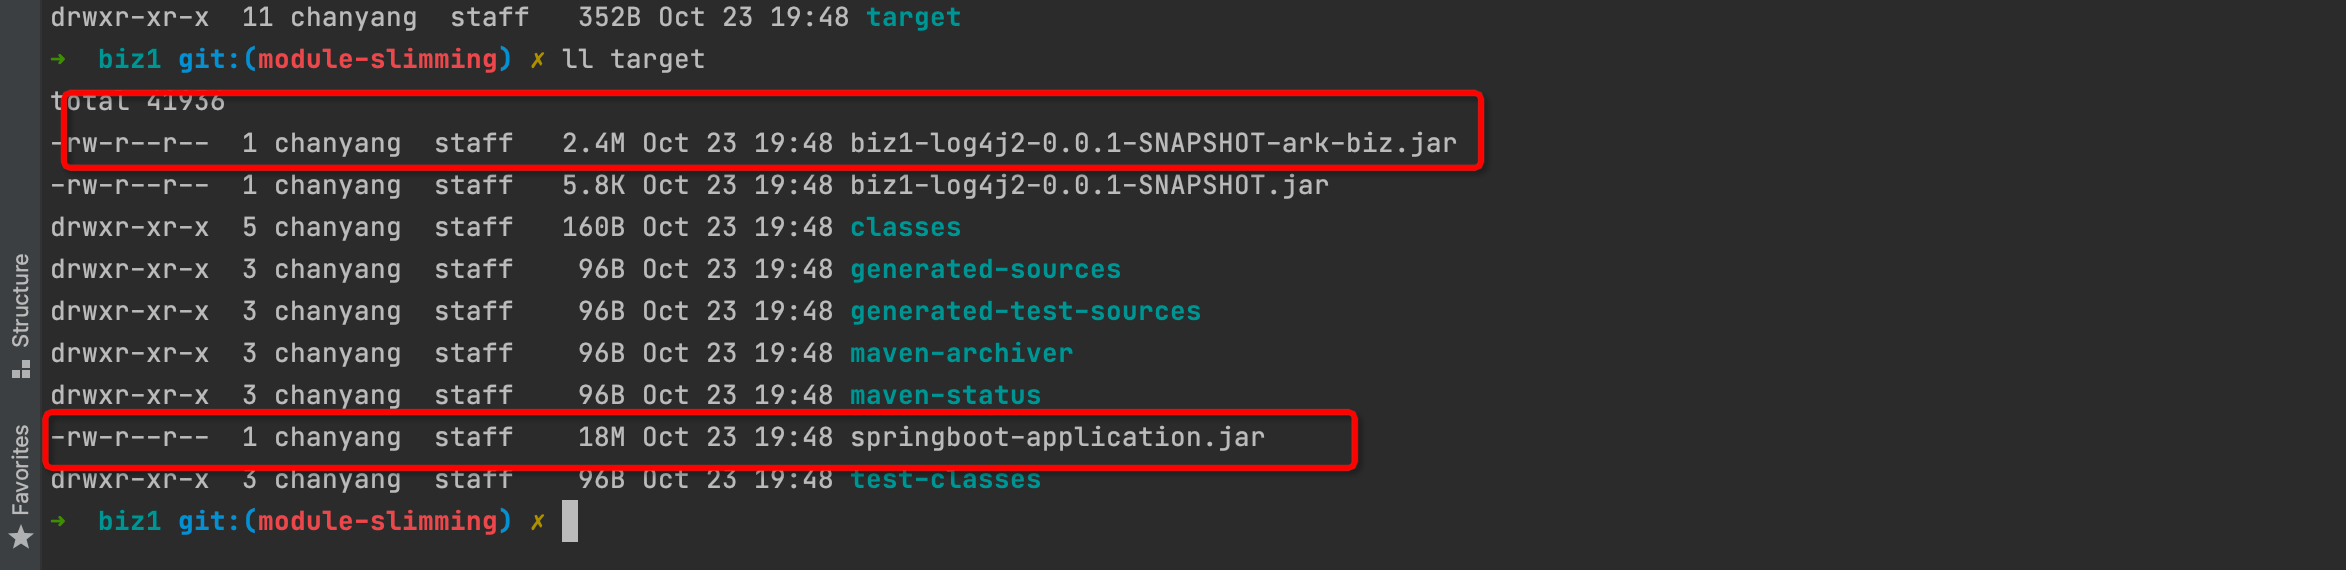 drwxr-xr-x  11 chanyang  staff   352B Oct 23 19:48 target
➜  biz1 git:(module-slimming) ✗ ll target
total 41936
-rw-r--r--  1 chanyang  staff   2.4M Oct 23 19:48 biz1-log4j2-0.0.1-SNAPSHOT-ark-biz.jar
-rw-r--r--  1 chanyang  staff   5.8K Oct 23 19:48 biz1-log4j2-0.0.1-SNAPSHOT.jar
drwxr-xr-x  5 chanyang  staff   160B Oct 23 19:48 classes
drwxr-xr-x  3 chanyang  staff    96B Oct 23 19:48 generated-sources
drwxr-xr-x  3 chanyang  staff    96B Oct 23 19:48 generated-test-sources
drwxr-xr-x  3 chanyang  staff    96B Oct 23 19:48 maven-archiver
drwxr-xr-x  3 chanyang  staff    96B Oct 23 19:48 maven-status
-rw-r--r--  1 chanyang  staff    18M Oct 23 19:48 springboot-application.jar
drwxr-xr-x  3 chanyang  staff    96B Oct 23 19:48 test-classes
➜  biz1 git:(module-slimming) ✗
Structure
Favorites